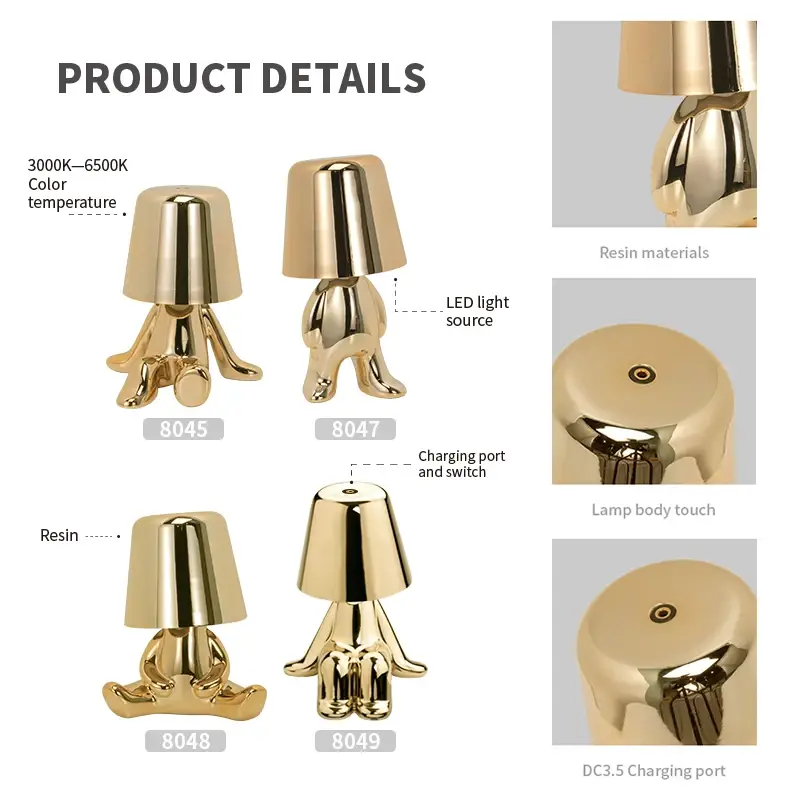 PRODUCT DETAILS
3000K—6500K
Color
temperature
LED light
source
8045
8047
Charging port
and switch
Resin
8048
8049
Resin materials
Lamp body touch
DC3.5 Charging port